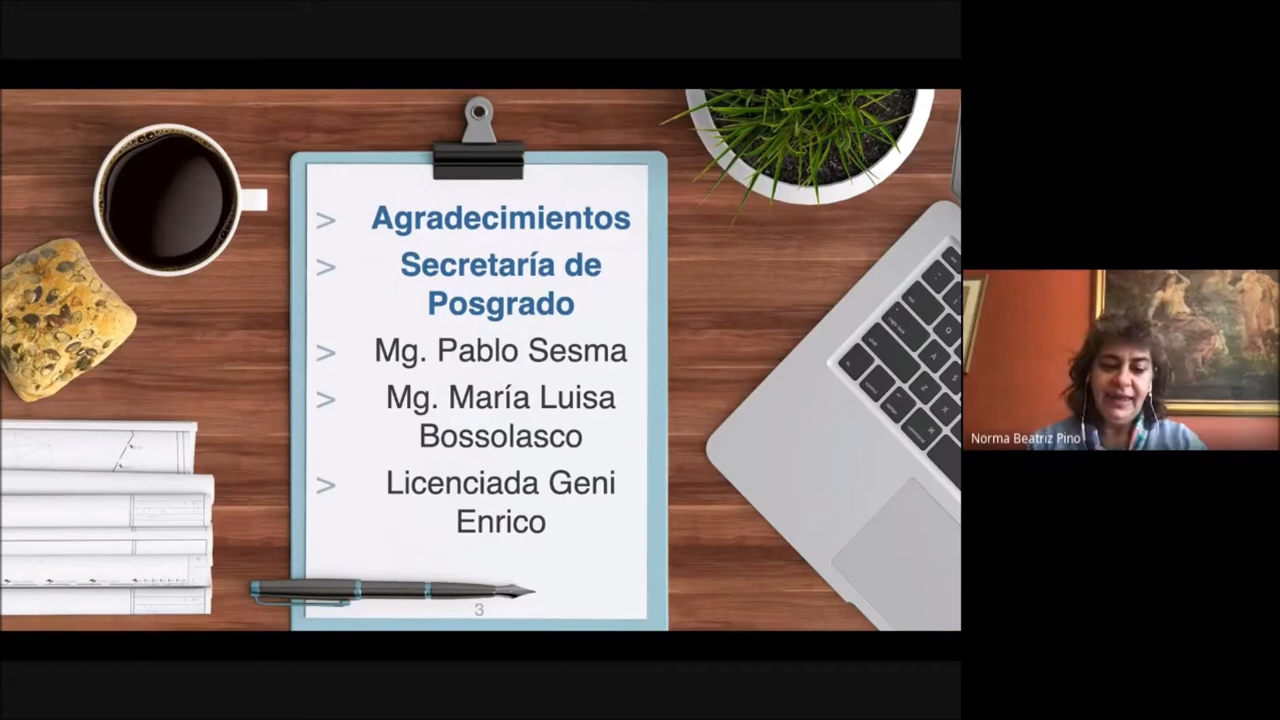 > Agradecimientos
> Secretaría de
Posgrado
> Mg. Pablo Sesma
> Mg. María Luisa
Bossolasco
> Licenciada Geni
Enrico
3
Norma Beatriz Pino